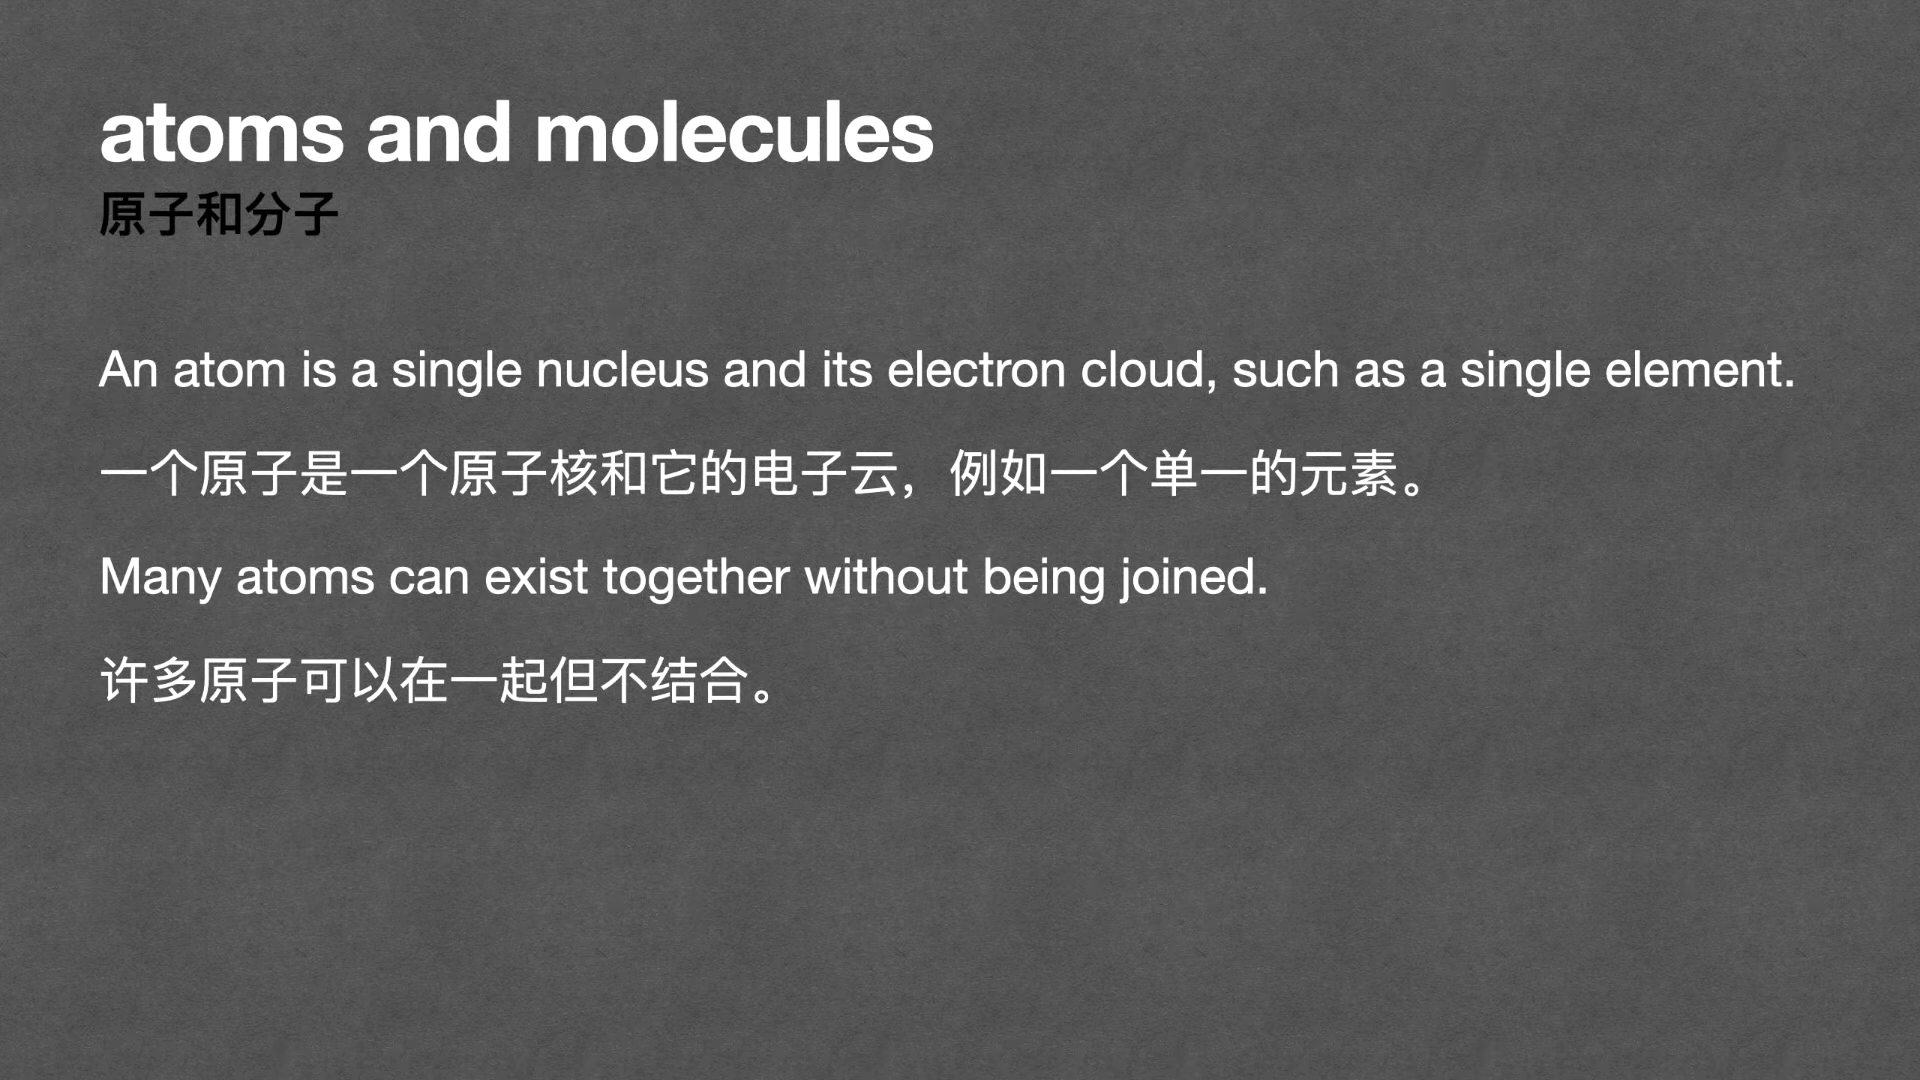 atoms and molecules
原子和分子
An atom is a single nucleus and its electron cloud, such as a single element.
一个原子是一个原子核和它的电子云，例如一个单一的元素。
Many atoms can exist together without being joined.
许多原子可以在一起但不结合。